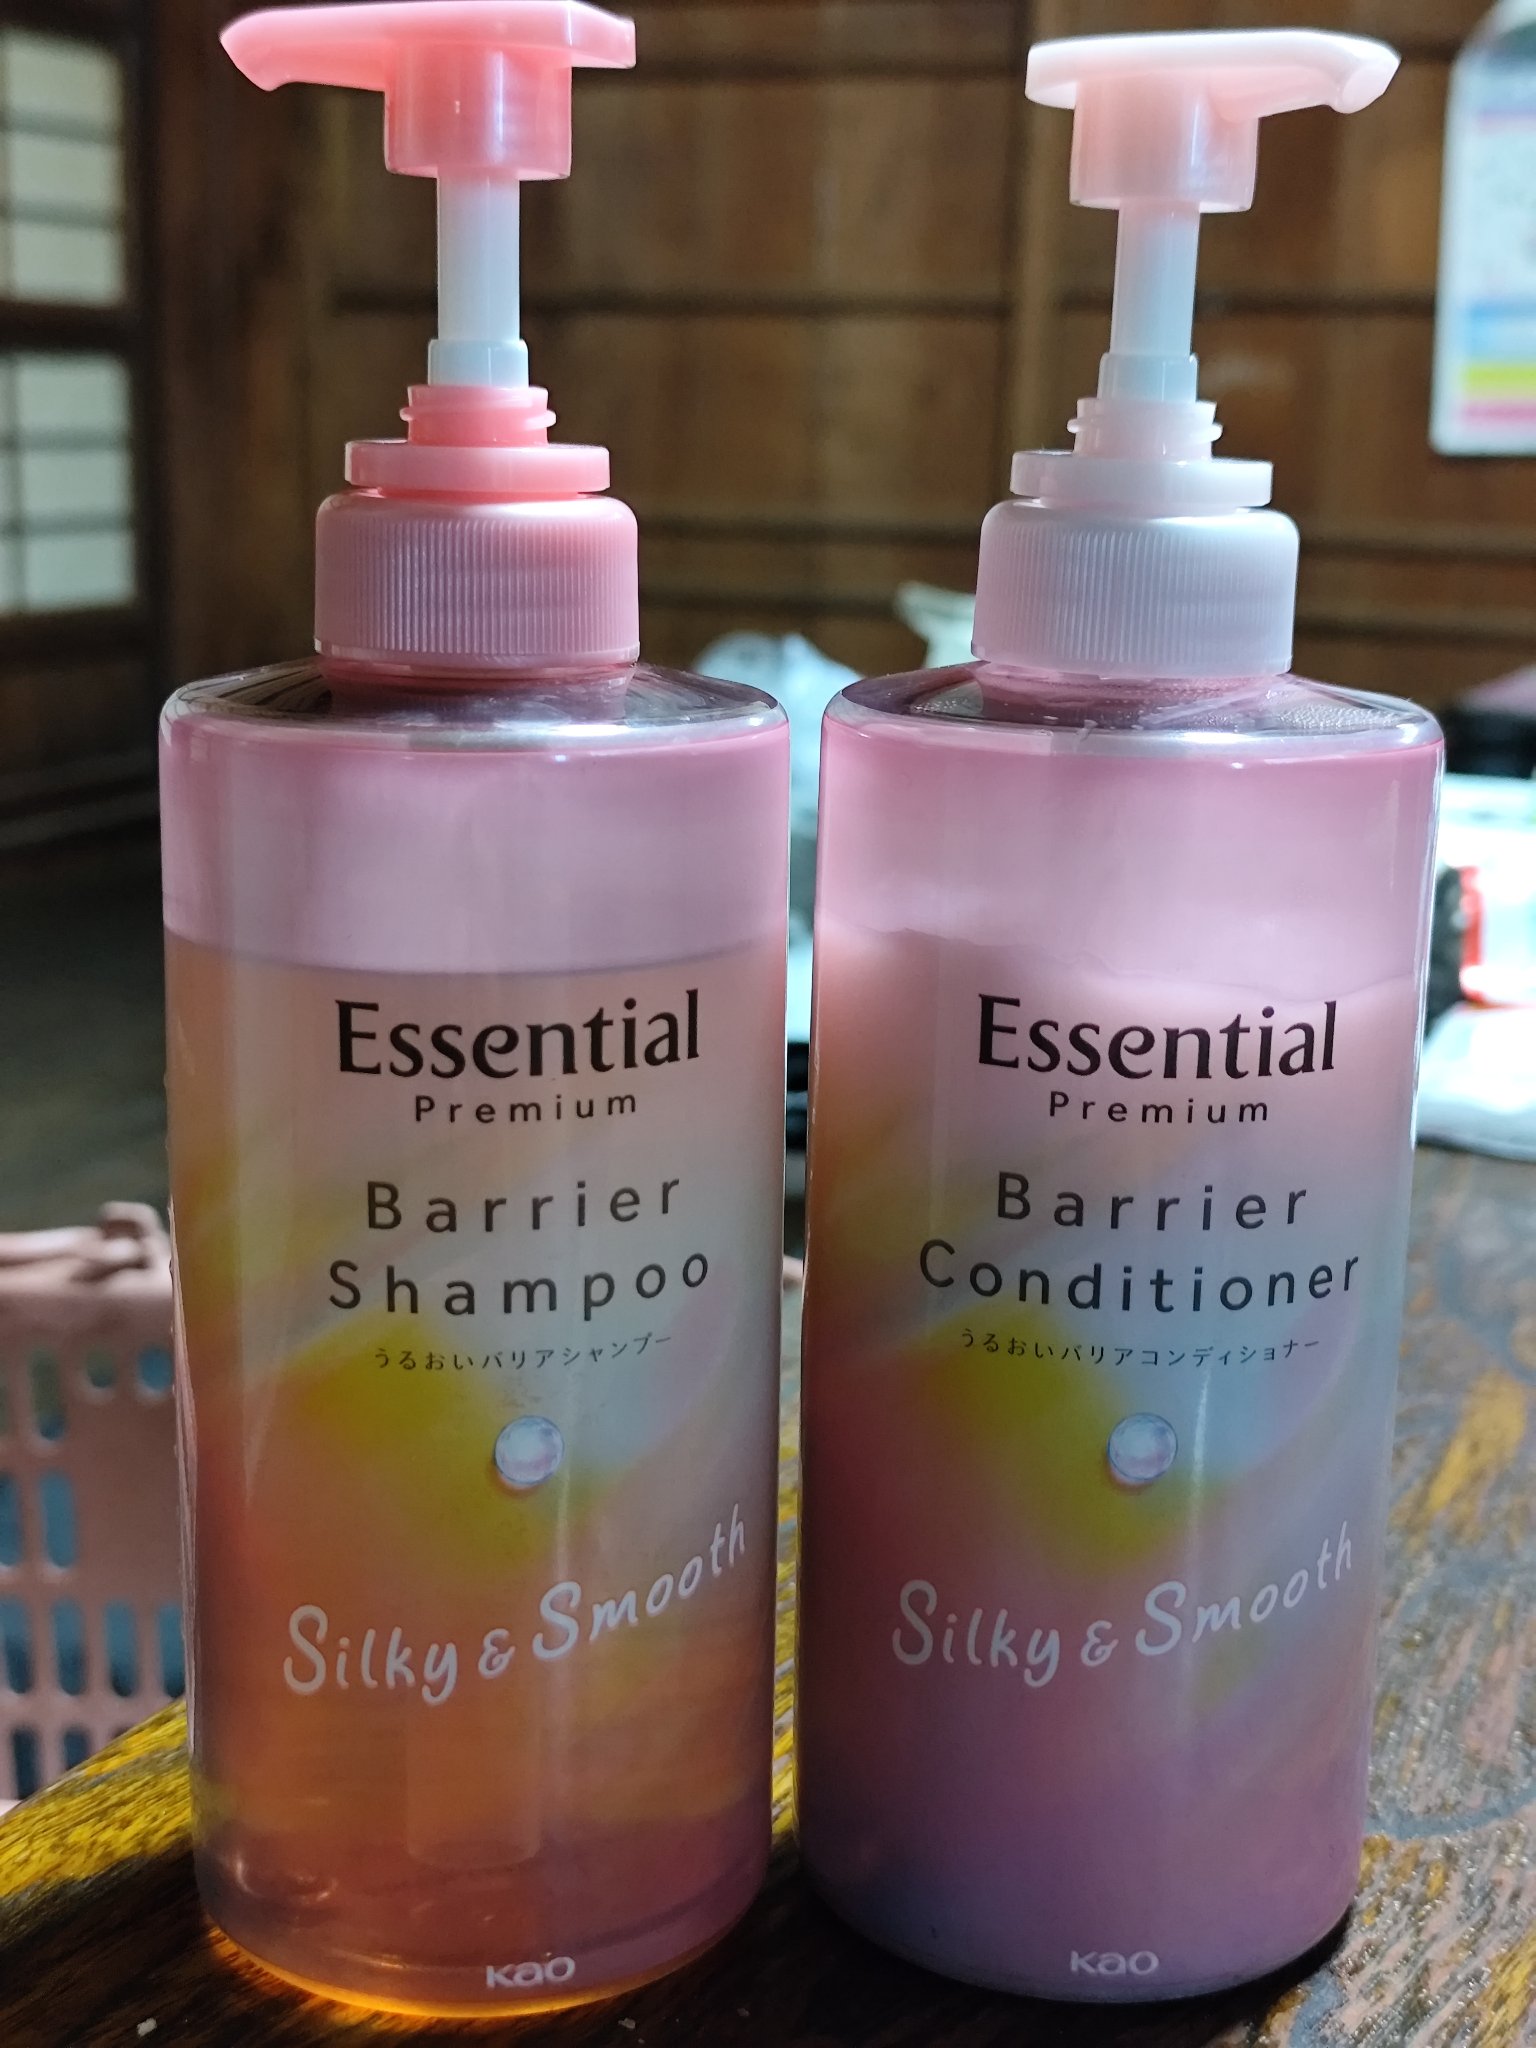 Essential
Premium
Barrier
Shampoo
うるおいバリアシャンプー
Silky & Smooth
Kao
Essential
Premium
Barrier
Conditioner
うるおいバリアコンディショナー
Silky & Smooth
Kao